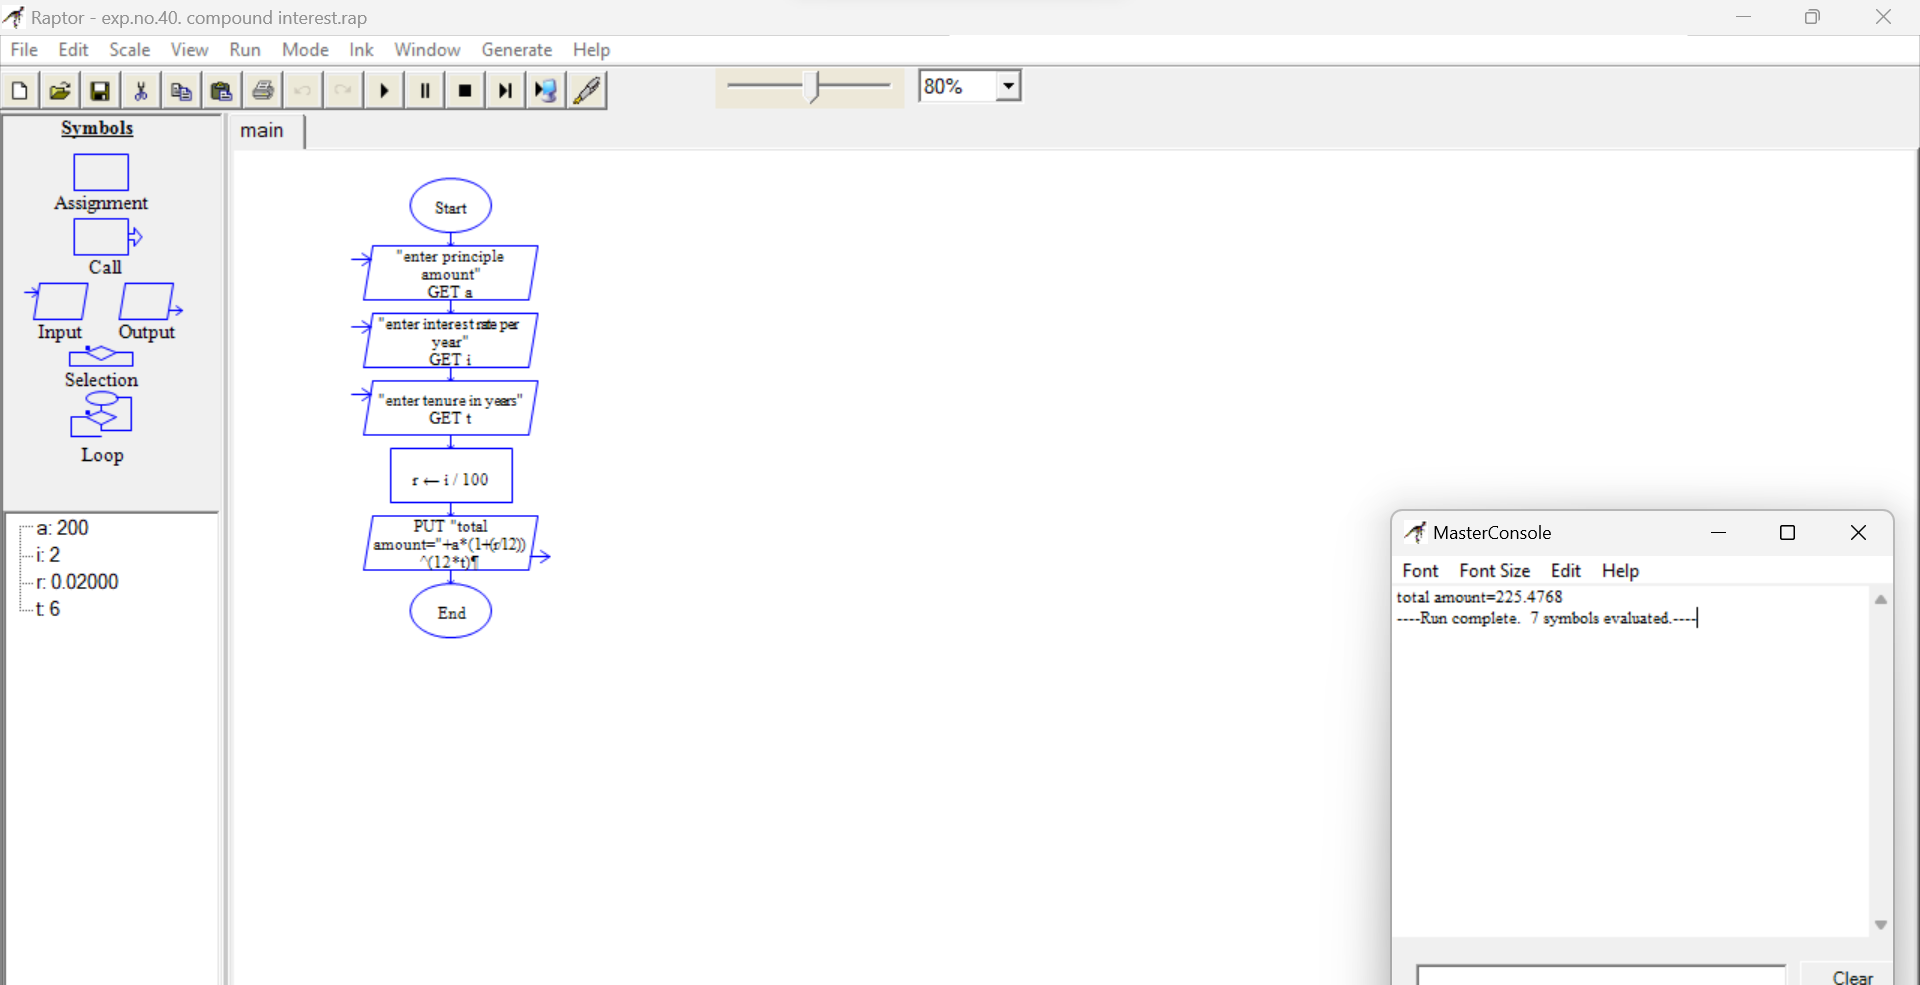 Raptor - exp.no.40. compound interest.rap
File Edit Scale View Run Mode Ink Window Generate Help
80%
Symbols
Assignment
Call
Input Output
Selection
Loop
a: 200
i: 2
r: 0.02000
t: 6
main
Start
"enter principle
amount"
GET a
"enter interest rate per
year"
GET i
"enter tenure in years"
GET t
r ← i / 100
PUT "total
amount="+a*(1+(r/12))
^(12*t)¶
End
MasterConsole
Font Font Size Edit Help
total amount=225.4768
----Run complete.  7 symbols evaluated.----
Clear